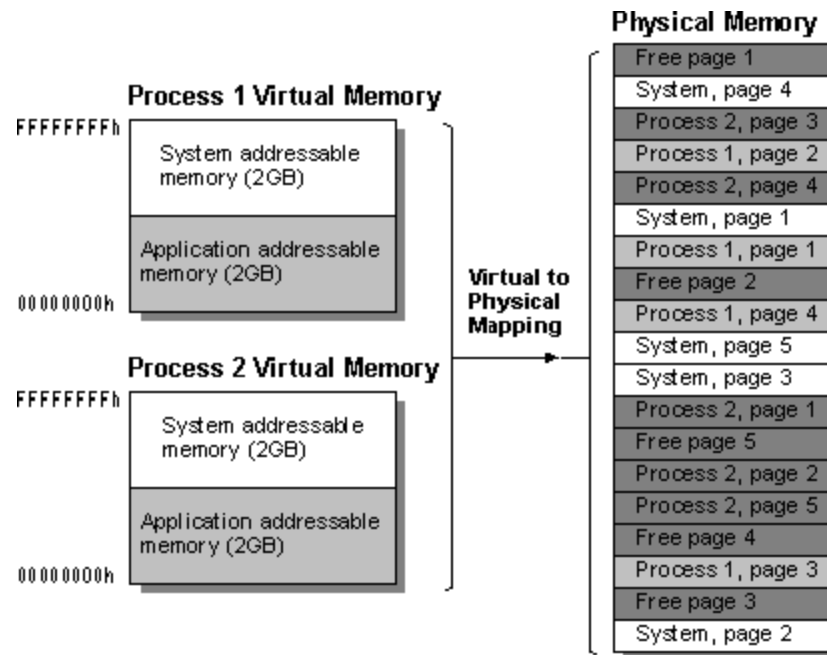 Physical Memory
Free page 1
System, page 4
Process 2, page 3
Process 1, page 2
Process 2, page 4
System, page 1
Process 1, page 1
Free page 2
Process 1, page 4
System, page 5
System, page 3
Process 2, page 1
Free page 5
Process 2, page 2
Process 2, page 5
Free page 4
Process 1, page 3
Free page 3
System, page 2
Process 1 Virtual Memory
FFFFFFFFh
System addressable
memory (2GB)
Application addressable
memory (2GB)
00000000h
Virtual to
Physical
Mapping
Process 2 Virtual Memory
FFFFFFFFh
System addressable
memory (2GB)
Application addressable
memory (2GB)
00000000h